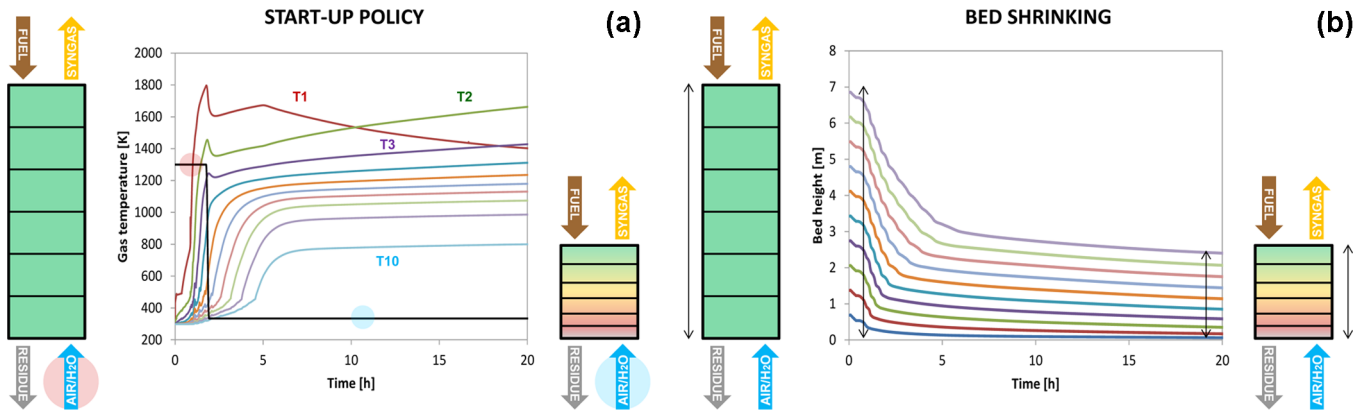 START-UP POLICY
(a)
FUEL
SYNGAS
RESIDUE
AIR/H2O
Gas temperature [K]
2000
1800
1600
1400
1200
1000
800
600
400
200
T1
T2
T3
T10
0
5
10
15
20
Time [h]
FUEL
SYNGAS
RESIDUE
AIR/H2O
BED SHRINKING
(b)
FUEL
SYNGAS
RESIDUE
AIR/H2O
Bed height [m]
8
7
6
5
4
3
2
1
0
0
5
10
15
20
Time [h]
FUEL
SYNGAS
RESIDUE
AIR/H2O